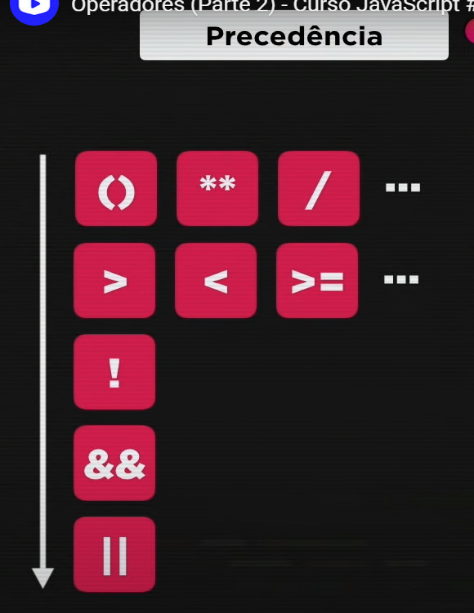 Operadores (Parte 2) - Curso JavaScript #
Precedência
() ** / ...
> < >= ...
!
&&
||